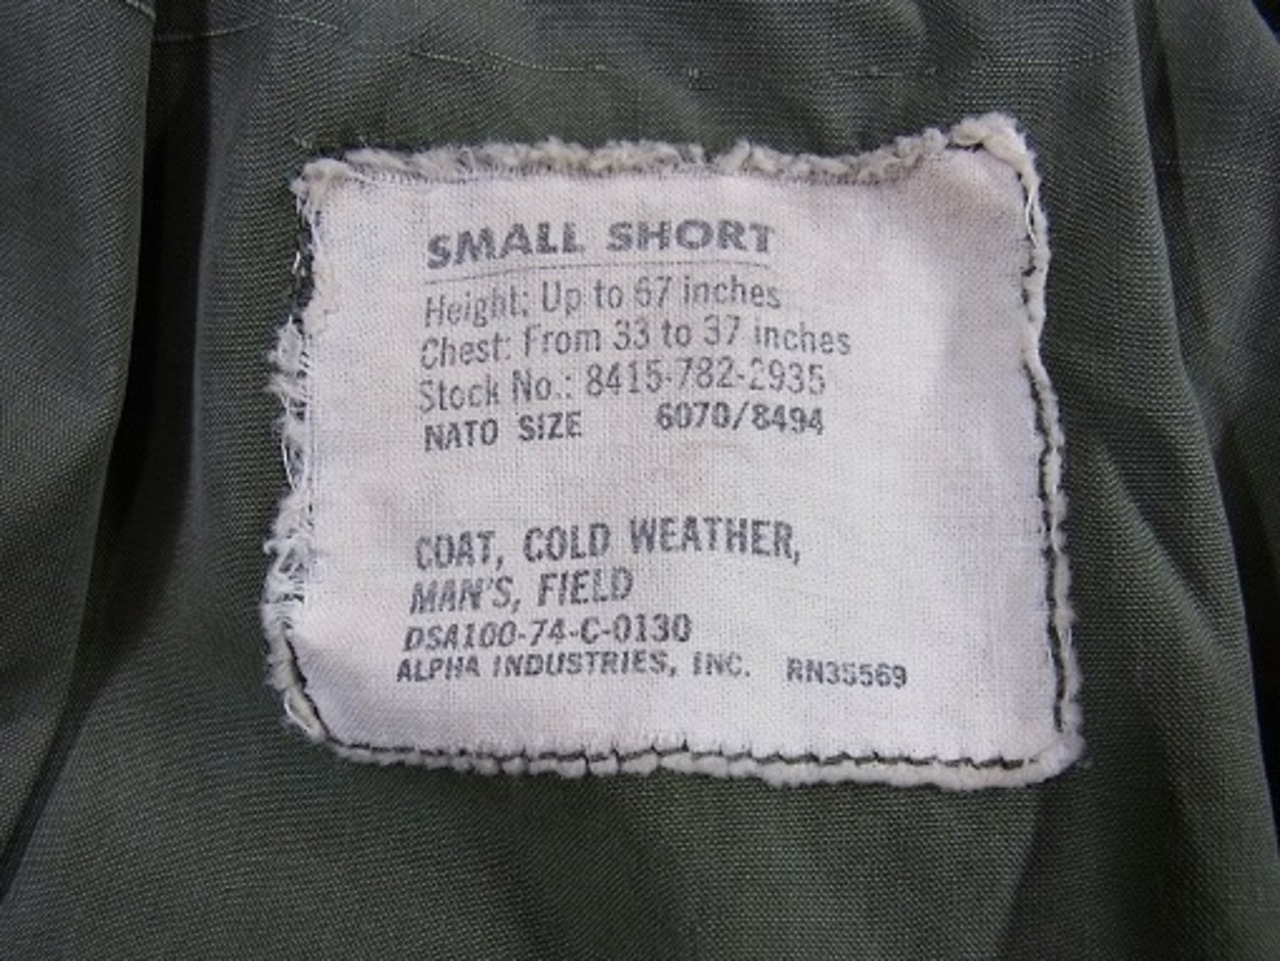 SMALL SHORT
Height: Up to 67 inches
Chest: From 33 to 37 inches
Stock No.: 8415-782-2935
NATO SIZE 6070/8494
COAT, COLD WEATHER,
MAN'S, FIELD
DSA100-74-C-0130
ALPHA INDUSTRIES, INC. RN35569